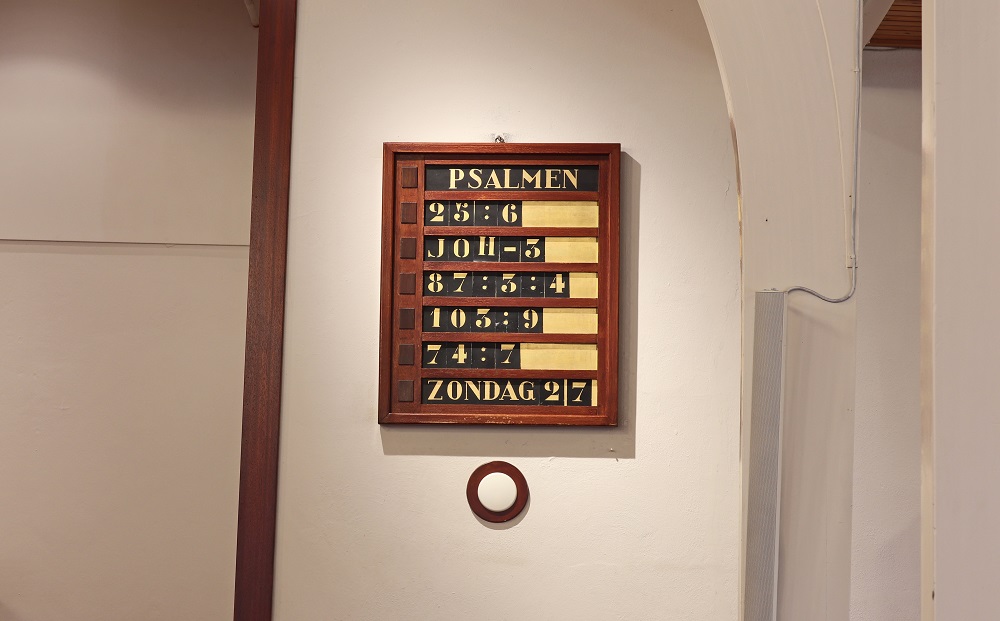 PSALMEN
25:6
JOH-3
87:3:4
103:9
74:7
ZONDAG 27